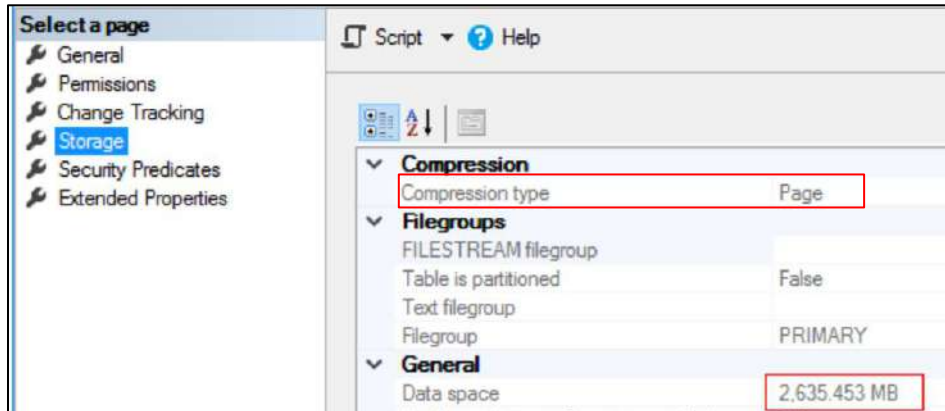 Select a page
General
Permissions
Change Tracking
Storage
Security Predicates
Extended Properties
Script Help
Compression
Compression type Page
Filegroups
FILESTREAM filegroup
Table is partitioned False
Text filegroup
Filegroup PRIMARY
General
Data space 2,635.453 MB